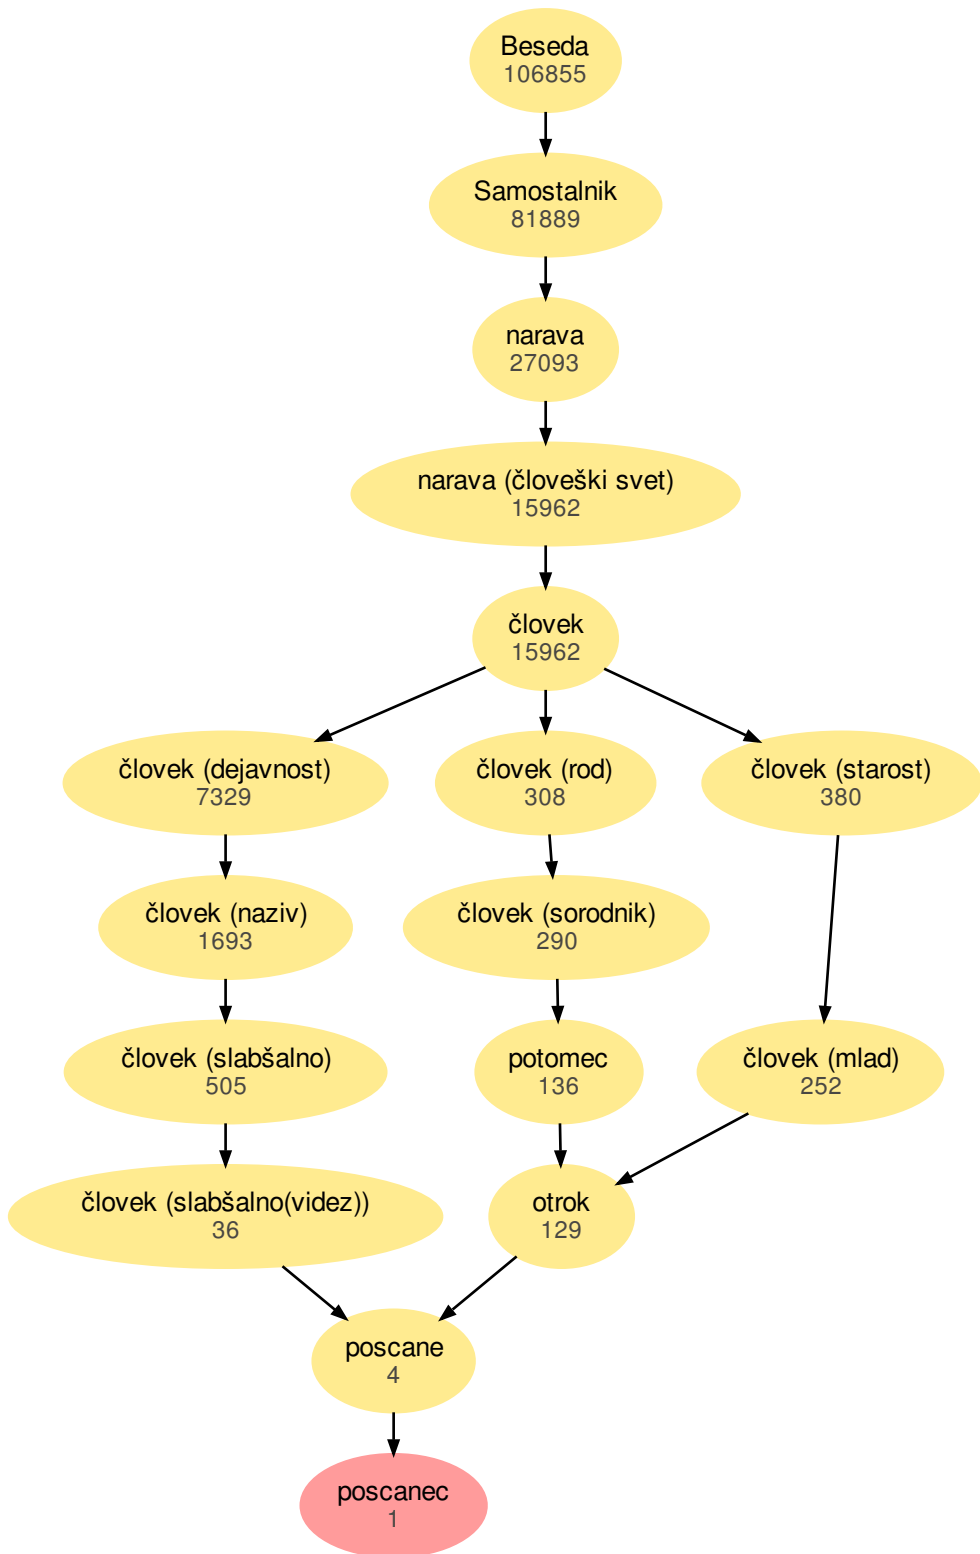 Beseda
106855
Samostalnik
81889
narava
27093
narava (človeški svet)
15962
človek
15962
človek (dejavnost)
7329
človek (rod)
308
človek (starost)
380
človek (naziv)
1693
človek (sorodnik)
290
človek (slabšalno)
505
potomec
136
človek (mlad)
252
človek (slabšalno(videz))
36
otrok
129
poscane
4
poscanec
1